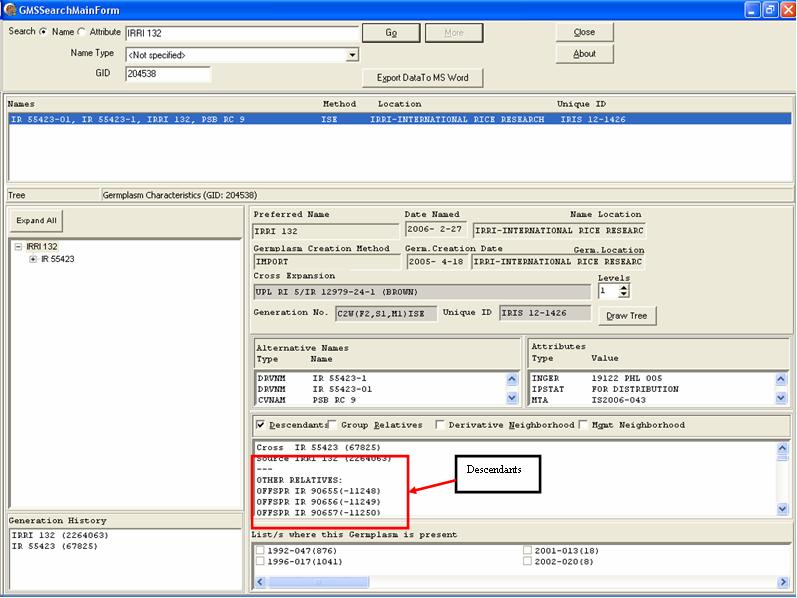 GMSSearchMainForm
Search Name Attribute IRRI 132 Go More Close
Name Type <Not specified> About
GID 204538 Export DataTo MS Word
Names Method Location Unique ID
IR 55423-01, IR 55423-1, IRRI 132, PSB RC 9 ISE IRRI-INTERNATIONAL RICE RESEARCH IRIS 12-1426
Tree Germplasm Characteristics (GID: 204538)
Expand All
IRRI 132
IR 55423
Generation History
IRRI 132 (2264063)
IR 55423 (67825)
Preferred Name Date Named Name Location
IRRI 132 2006- 2-27 IRRI-INTERNATIONAL RICE RESEARC
Germplasm Creation Method Germ.Creation Date Germ.Location
IMPORT 2005- 4-18 IRRI-INTERNATIONAL RICE RESEARC
Cross Expansion Levels
UPL RI 5/IR 12979-24-1 (BROWN) 1
Generation No. C2W(F2,S1,M1)ISE Unique ID IRIS 12-1426 Draw Tree
Alternative Names
Type Name
DRVNM IR 55423-1
DRVNM IR 55423-01
CVNAM PSB RC 9
Attributes
Type Value
INGER 19122 PHL 005
IPSTAT FOR DISTRIBUTION
MTA IS2006-043
Descendants Group Relatives Derivative Neighborhood Mgmt Neighborhood
Cross IR 55423 (67825)
Source IRRI 132 (2264063)
---
OTHER RELATIVES:
OFFSPR IR 90655(-11248)
OFFSPR IR 90656(-11249)
OFFSPR IR 90657(-11250)
Descendants
List/s where this Germplasm is present
1992-047(876) 2001-013(18)
1996-017(1041) 2002-020(8)